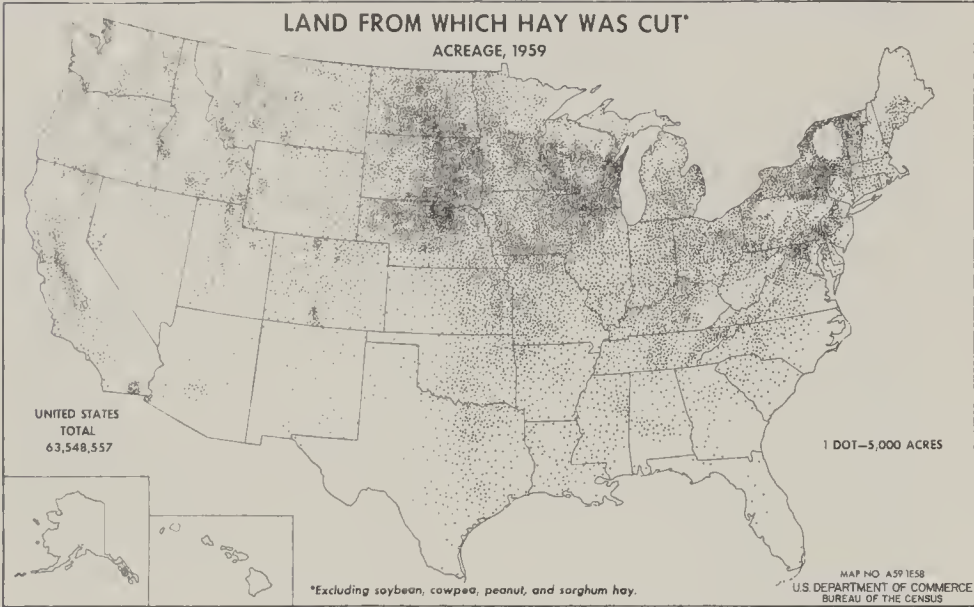 LAND FROM WHICH HAY WAS CUT*
ACREAGE, 1959
UNITED STATES
TOTAL
63,548,557
1 DOT—5,000 ACRES
*Excluding soybean, cowpea, peanut, and sorghum hay.
MAP NO. A59 1E58
U.S. DEPARTMENT OF COMMERCE
BUREAU OF THE CENSUS